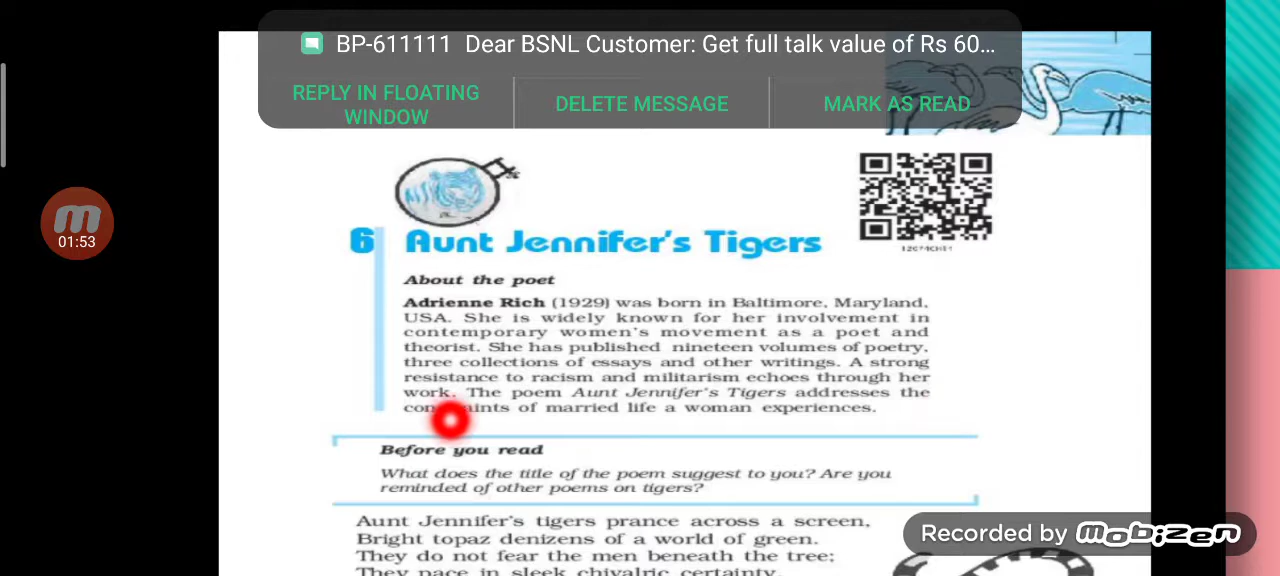 BP-611111 Dear BSNL Customer: Get full talk value of Rs 60...
REPLY IN FLOATING WINDOW
DELETE MESSAGE
MARK AS READ
01:53
6 Aunt Jennifer's Tigers
About the poet
Adrienne Rich (1929) was born in Baltimore, Maryland,
USA. She is widely known for her involvement in
contemporary women's movement as a poet and
theorist. She has published nineteen volumes of poetry,
three collections of essays and other writings. A strong
resistance to racism and militarism echoes through her
work. The poem Aunt Jennifer's Tigers addresses the
of married life a woman experiences.
Before you read
What does the title of the poem suggest to you? Are you
reminded of other poems on tigers?
Aunt Jennifer's tigers prance across a screen,
Bright topaz denizens of a world of green.
They do not fear the men beneath the tree;
They pace in sleek chivalric certainty.
Recorded by mobizen